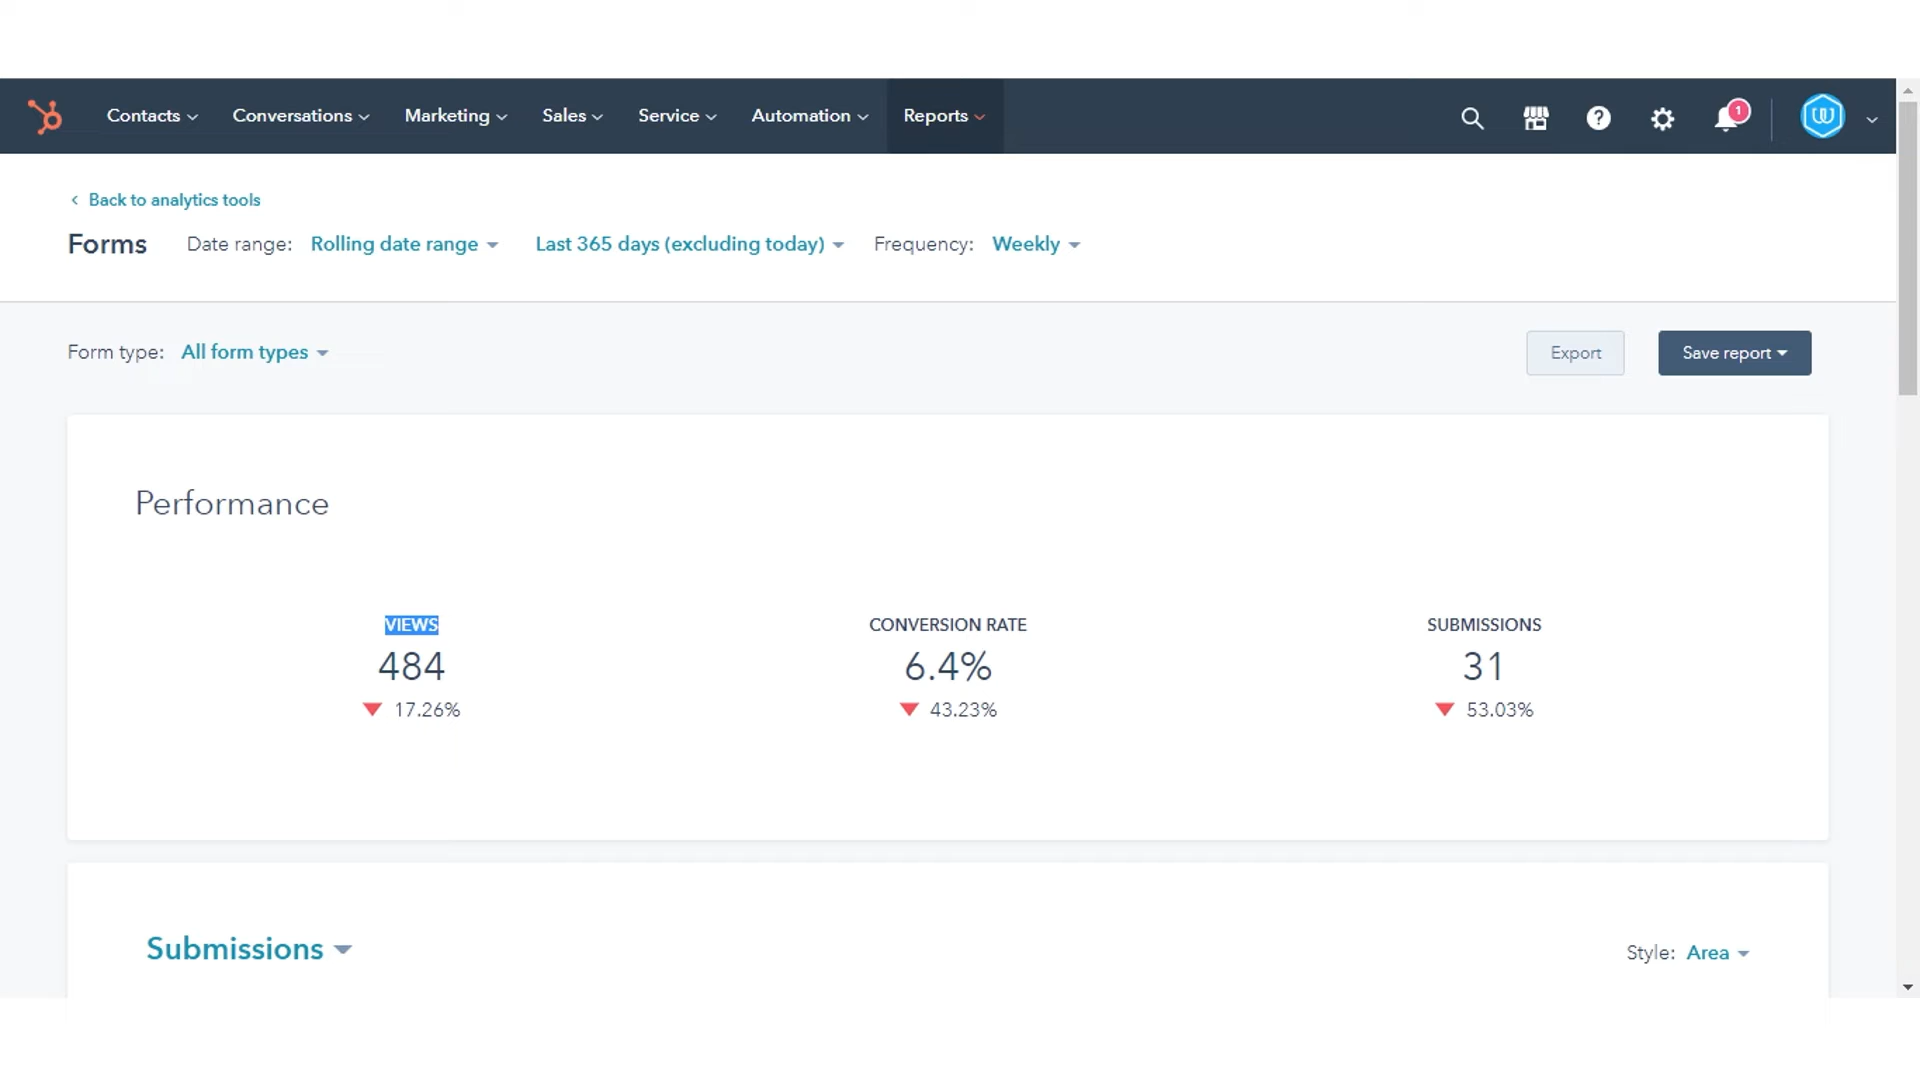 Contacts Conversations Marketing Sales Service Automation Reports 1
Back to analytics tools
Forms Date range: Rolling date range Last 365 days (excluding today) Frequency: Weekly
Form type: All form types Export Save report
Performance
VIEWS CONVERSION RATE SUBMISSIONS
484 6.4% 31
17.26% 43.23% 53.03%
Submissions Style: Area